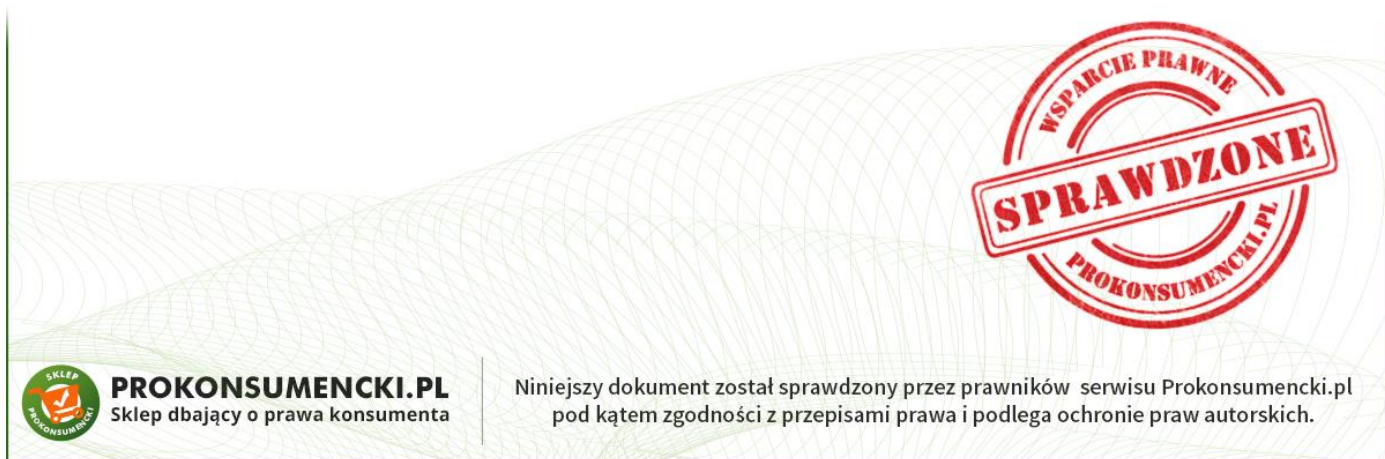 WSPARCIE PRAWNE
SPRAWDZONE
PROKONSUMENCKI.PL
SKLEP
PROKONSUMENCKI
PROKONSUMENCKI.PL
Sklep dbający o prawa konsumenta
Niniejszy dokument został sprawdzony przez prawników serwisu Prokonsumencki.pl
pod kątem zgodności z przepisami prawa i podlega ochronie praw autorskich.